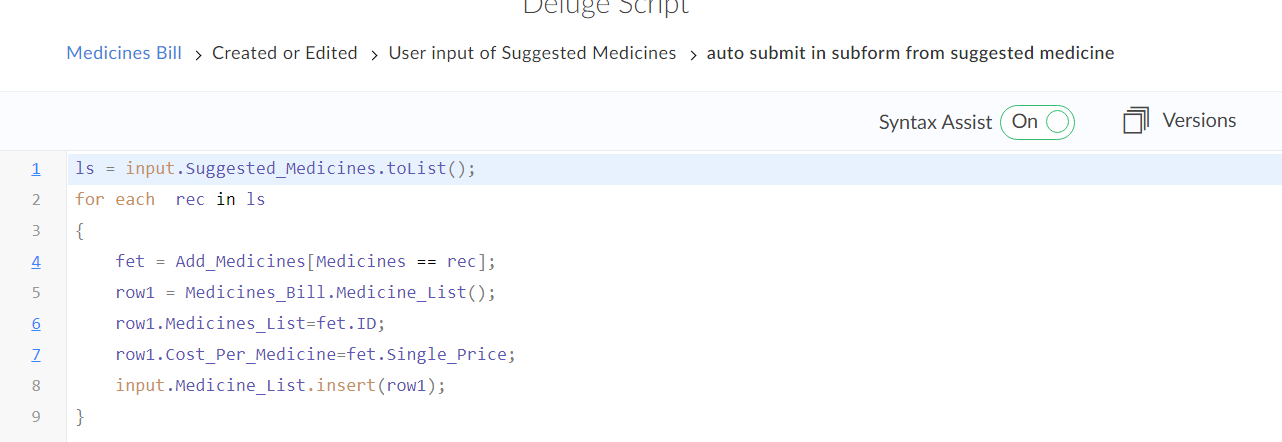 Deluge Script
Medicines Bill > Created or Edited > User input of Suggested Medicines > auto submit in subform from suggested medicine
Syntax Assist On Versions
1 ls = input.Suggested_Medicines.toList();
2 for each  rec in ls
3 {
4     fet = Add_Medicines[Medicines == rec];
5     row1 = Medicines_Bill.Medicine_List();
6     row1.Medicines_List=fet.ID;
7     row1.Cost_Per_Medicine=fet.Single_Price;
8     input.Medicine_List.insert(row1);
9 }